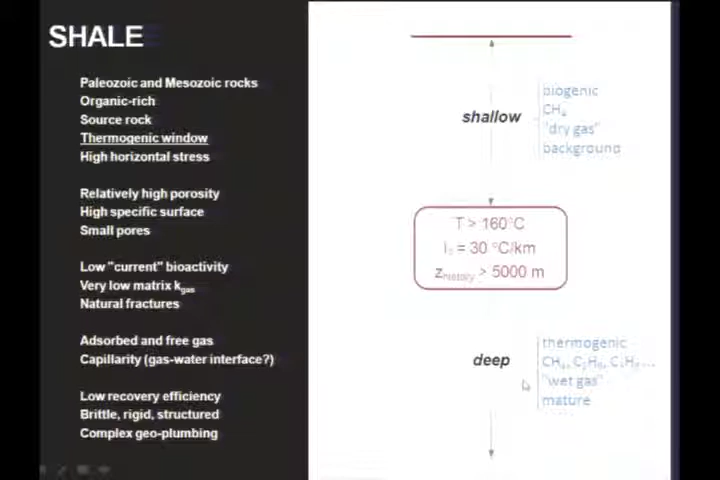 SHALE
Paleozoic and Mesozoic rocks
Organic-rich
Source rock
Thermogenic window
High horizontal stress
Relatively high porosity
High specific surface
Small pores
Low "current" bioactivity
Very low matrix kgas
Natural fractures
Adsorbed and free gas
Capillarity (gas-water interface?)
Low recovery efficiency
Brittle, rigid, structured
Complex geo-plumbing
shallow
biogenic
CH₄
"dry gas"
background
T > 160°C
= 30 °C/km
zhistory > 5000 m
deep
thermogenic
CH₄, C₂H₆,
"wet gas"
mature